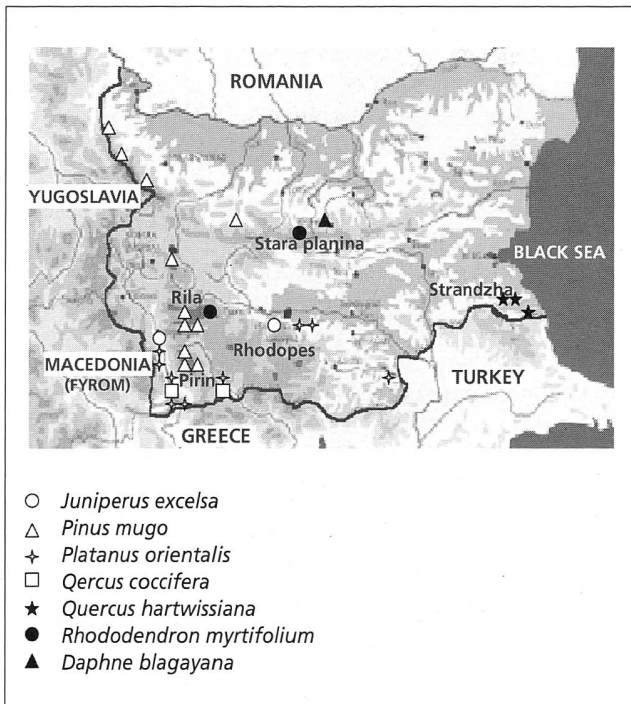 ROMANIA
YUGOSLAVIA
Stara planina
BLACK SEA
Strandzha
Rila
Rhodopes
MACEDONIA
(FYROM)
Pirin
TURKEY
GREECE
Juniperus excelsa
Pinus mugo
Platanus orientalis
Qercus coccifera
Quercus hartwissiana
Rhododendron myrtifolium
Daphne blagayana